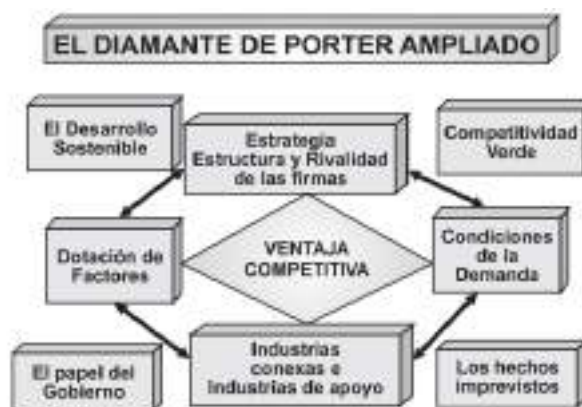 EL DIAMANTE DE PORTER AMPLIADO
El Desarrollo
Sostenible
Estrategia
Estructura y Rivalidad
de las firmas
Competitividad
Verde
Dotación de
Factores
VENTAJA
COMPETITIVA
Condiciones
de la
Demanda
El papel del
Gobierno
Industrias
conexas e
Industrias de apoyo
Los hechos
imprevistos